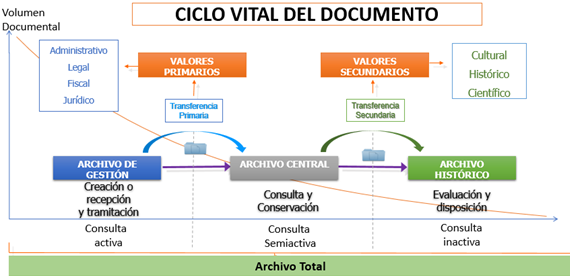 CICLO VITAL DEL DOCUMENTO
Volumen
Documental
Administrativo
Legal
Fiscal
Jurídico
VALORES
PRIMARIOS
VALORES
SECUNDARIOS
Cultural
Histórico
Científico
Transferencia
Primaria
Transferencia
Secundaria
ARCHIVO DE
GESTIÓN
ARCHIVO CENTRAL
ARCHIVO
HISTÓRICO
Creación o
recepción
y tramitación
Consulta y
Conservación
Evaluación y
disposición
Consulta
activa
Consulta
Semiactiva
Consulta
inactiva
Archivo Total